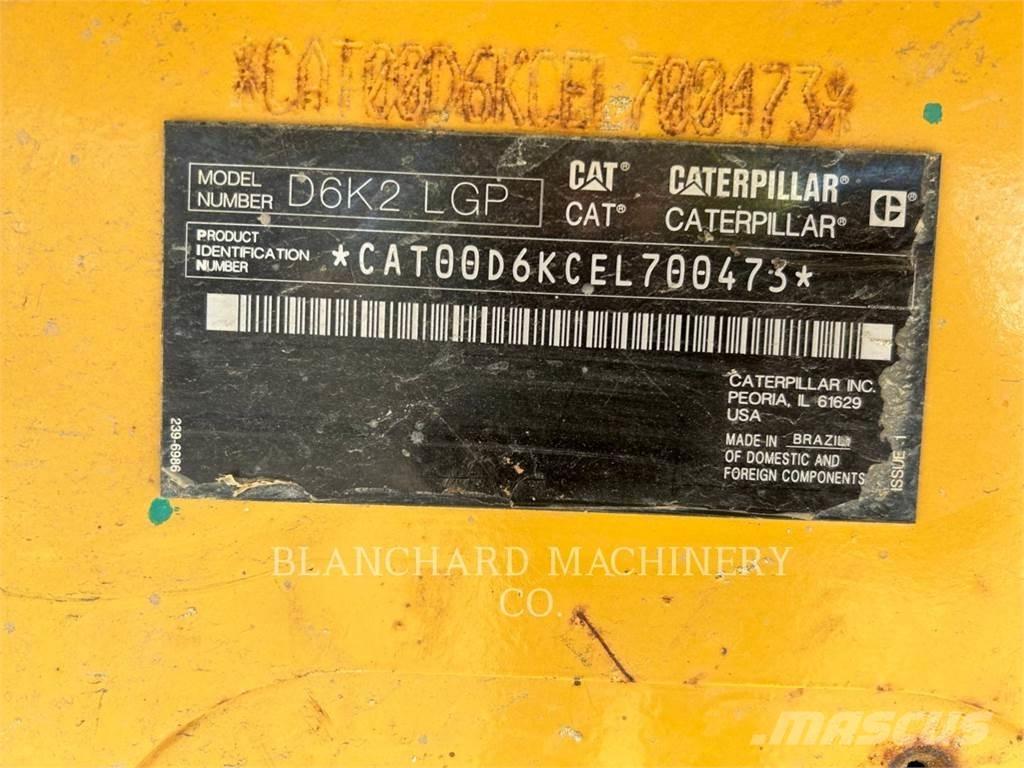 *CAT00D6KCEL700473*
MODEL NUMBER D6K2 LGP
CAT® CATERPILLAR®
CAT® CATERPILLAR®
C
PRODUCT IDENTIFICATION NUMBER *CAT00D6KCEL700473*
CATERPILLAR INC.
PEORIA, IL 61629
USA
MADE IN BRAZIL
OF DOMESTIC AND
FOREIGN COMPONENTS
239-6986
ISSUE 1
BLANCHARD MACHINERY
CO.
MASCUS